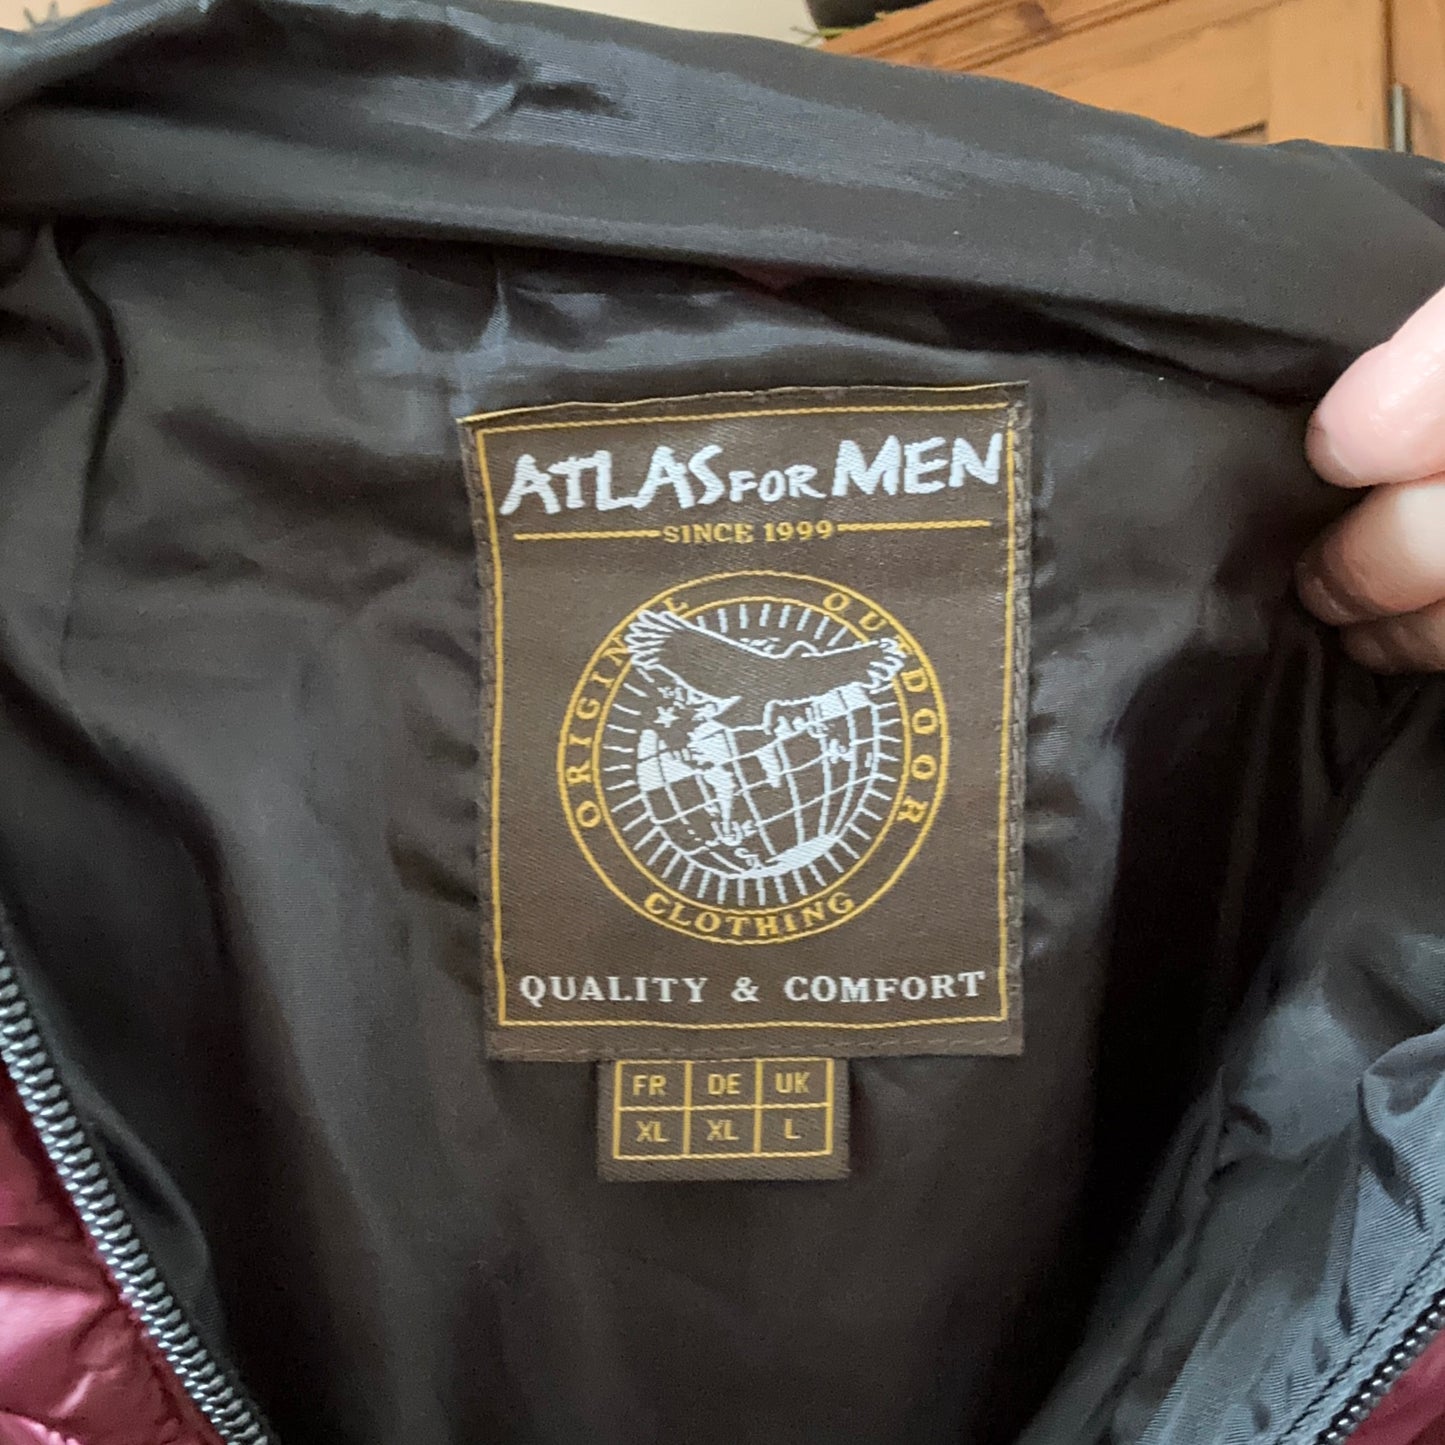 ATLAS FOR MEN
SINCE 1999
ORIGINAL OUTDOOR
CLOTHING
QUALITY & COMFORT
FR DE UK
XL XL L